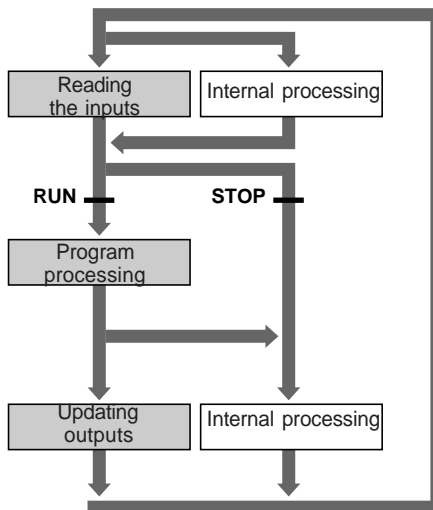 Reading
the inputs
Internal processing
RUN
STOP
Program
processing
Updating
outputs
Internal processing